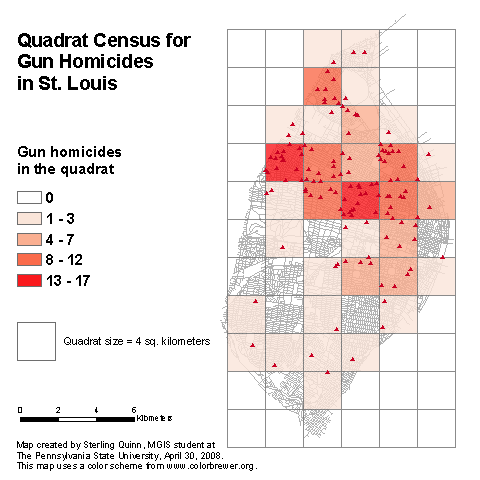 Quadrat Census for
Gun Homicides
in St. Louis
Gun homicides
in the quadrat
0
1 - 3
4 - 7
8 - 12
13 - 17
Quadrat size = 4 sq. kilometers
0 2 4 6
Kilometers
Map created by Sterling Quinn, MGIS student at
The Pennsylvania State University, April 30, 2008.
This map uses a color scheme from www.colorbrewer.org.